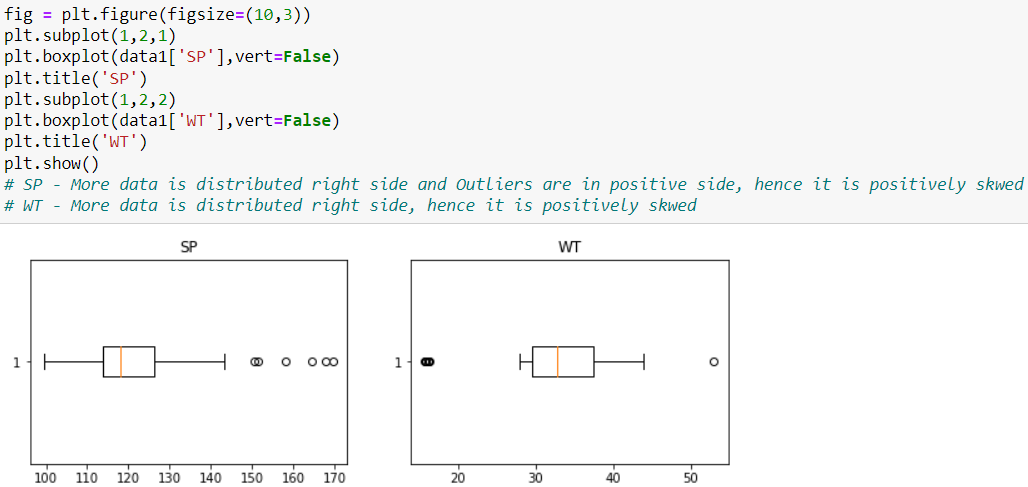 fig = plt.figure(figsize=(10,3))
plt.subplot(1,2,1)
plt.boxplot(data1['SP'],vert=False)
plt.title('SP')
plt.subplot(1,2,2)
plt.boxplot(data1['WT'],vert=False)
plt.title('WT')
plt.show()
# SP - More data is distributed right side and Outliers are in positive side, hence it is positively skwed
# WT - More data is distributed right side, hence it is positively skwed
SP
1
100 110 120 130 140 150 160 170
WT
1
20 30 40 50